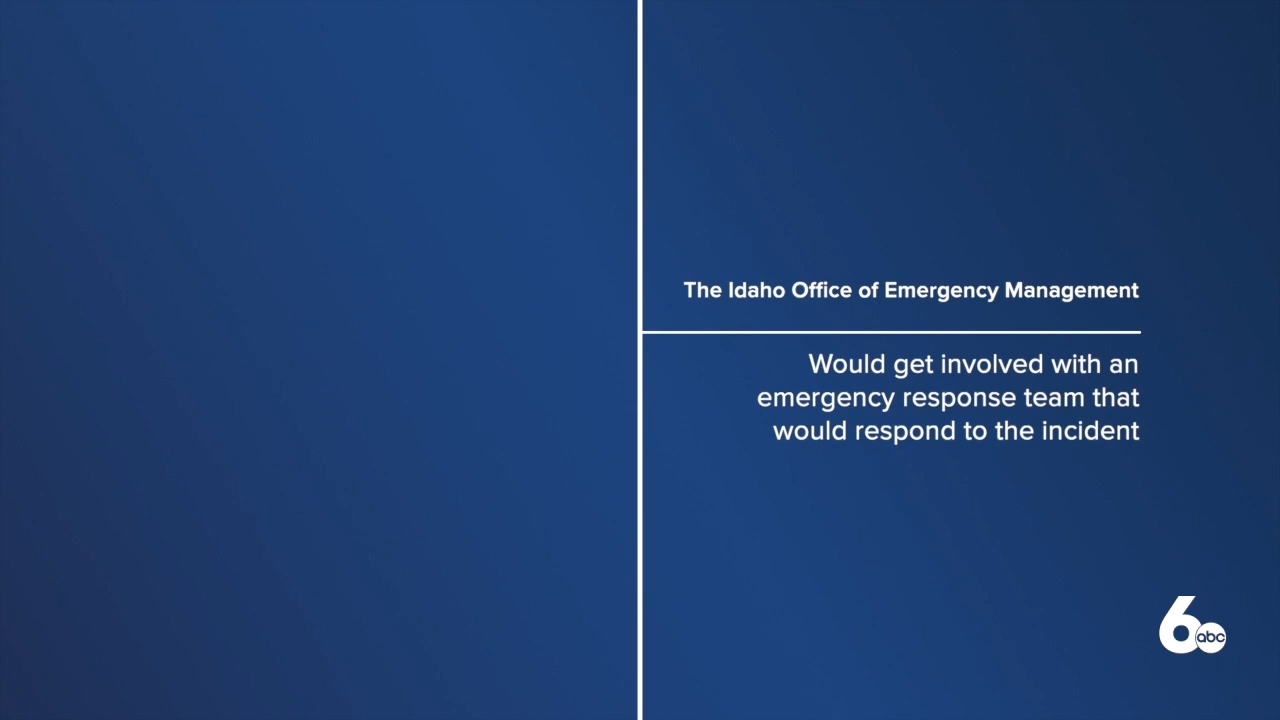 The Idaho Office of Emergency Management
Would get involved with an
emergency response team that
would respond to the incident
6
abc